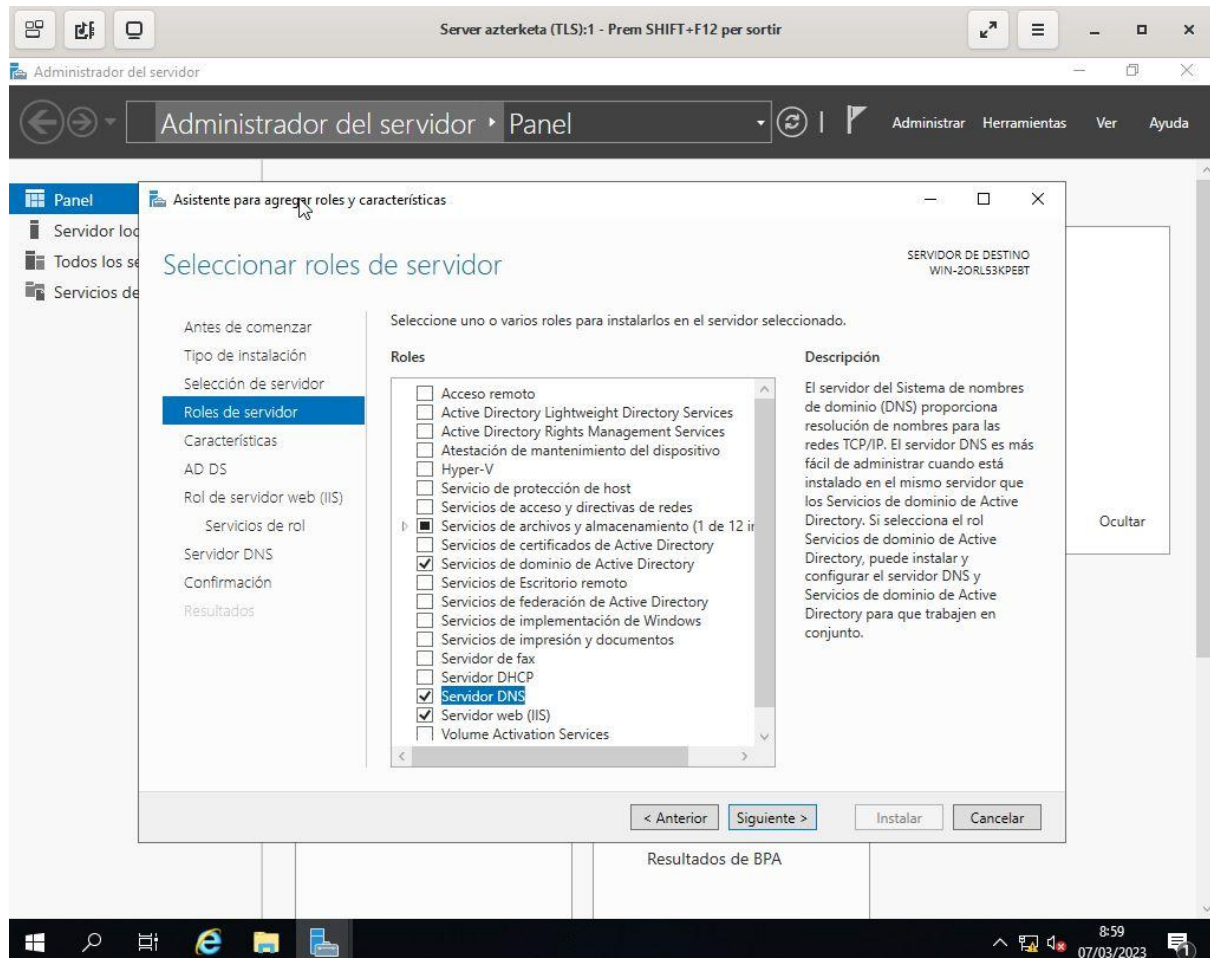 Server azterketa (TLS):1 - Prem SHIFT+F12 per sortir
Administrador del servidor
Administrador del servidor ‣ Panel
Administrar Herramientas Ver Ayuda
Panel
Servidor loc
Todos los se
Servicios de
Asistente para agregar roles y características
Seleccionar roles de servidor
SERVIDOR DE DESTINO
WIN-2ORL53KPEBT
Antes de comenzar
Tipo de instalación
Selección de servidor
Roles de servidor
Características
AD DS
Rol de servidor web (IIS)
Servicios de rol
Servidor DNS
Confirmación
Resultados
Seleccione uno o varios roles para instalarlos en el servidor seleccionado.
Roles
Acceso remoto
Active Directory Lightweight Directory Services
Active Directory Rights Management Services
Atestación de mantenimiento del dispositivo
Hyper-V
Servicio de protección de host
Servicios de acceso y directivas de redes
Servicios de archivos y almacenamiento (1 de 12 ir
Servicios de certificados de Active Directory
Servicios de dominio de Active Directory
Servicios de Escritorio remoto
Servicios de federación de Active Directory
Servicios de implementación de Windows
Servicios de impresión y documentos
Servidor de fax
Servidor DHCP
Servidor DNS
Servidor web (IIS)
Volume Activation Services
Descripción
El servidor del Sistema de nombres
de dominio (DNS) proporciona
resolución de nombres para las
redes TCP/IP. El servidor DNS es más
fácil de administrar cuando está
instalado en el mismo servidor que
los Servicios de dominio de Active
Directory. Si selecciona el rol
Servicios de dominio de Active
Directory, puede instalar y
configurar el servidor DNS y
Servicios de dominio de Active
Directory para que trabajen en
conjunto.
Ocultar
< Anterior Siguiente > Instalar Cancelar
Resultados de BPA
8:59
07/03/2023
1